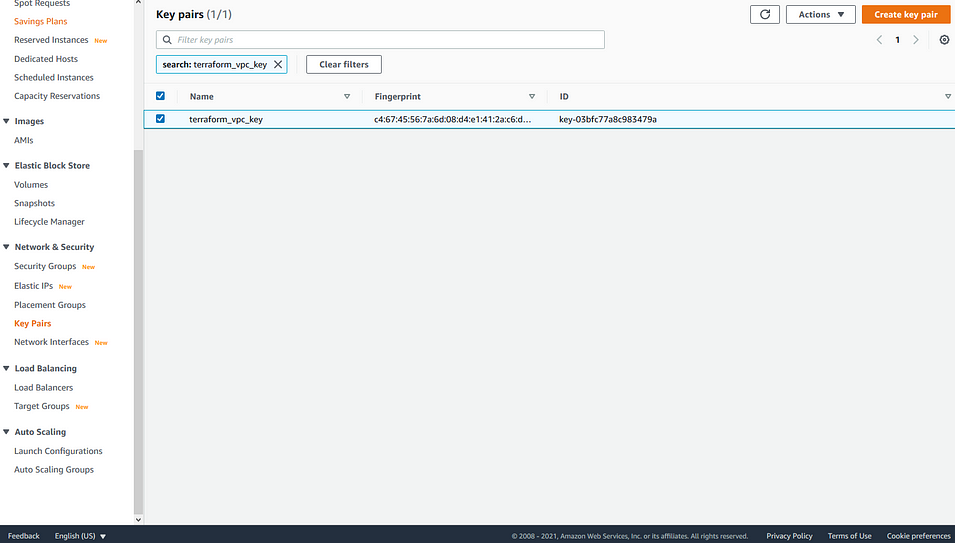 Spot Requests
Savings Plans
Reserved Instances New
Dedicated Hosts
Scheduled Instances
Capacity Reservations
Images
AMIs
Elastic Block Store
Volumes
Snapshots
Lifecycle Manager
Network & Security
Security Groups New
Elastic IPs New
Placement Groups
Key Pairs
Network Interfaces New
Load Balancing
Load Balancers
Target Groups New
Auto Scaling
Launch Configurations
Auto Scaling Groups
Key pairs (1/1)
Actions
Create key pair
Filter key pairs
1
search: terraform_vpc_key
Clear filters
Name Fingerprint ID
terraform_vpc_key c4:67:45:56:7a:6d:08:d4:e1:41:2a:c6:d... key-03bfc77a8c983479a
Feedback English (US) © 2008 - 2021, Amazon Web Services, Inc. or its affiliates. All rights reserved. Privacy Policy Terms of Use Cookie preferences